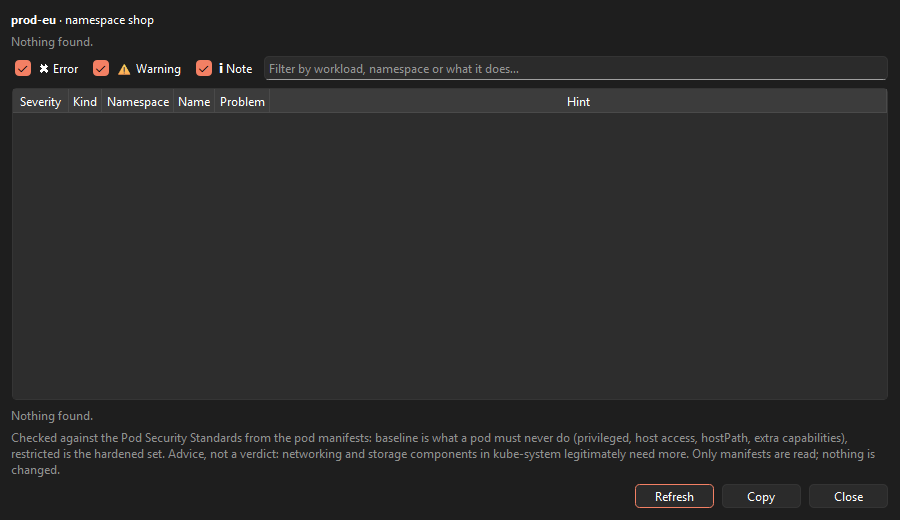 prod-eu · namespace shop
Nothing found.
✖ Error ⚠ Warning ℹ Note Filter by workload, namespace or what it does...
Severity Kind Namespace Name Problem Hint
Nothing found.
Checked against the Pod Security Standards from the pod manifests: baseline is what a pod must never do (privileged, host access, hostPath, extra capabilities),
restricted is the hardened set. Advice, not a verdict: networking and storage components in kube-system legitimately need more. Only manifests are read; nothing is
changed.
Refresh Copy Close